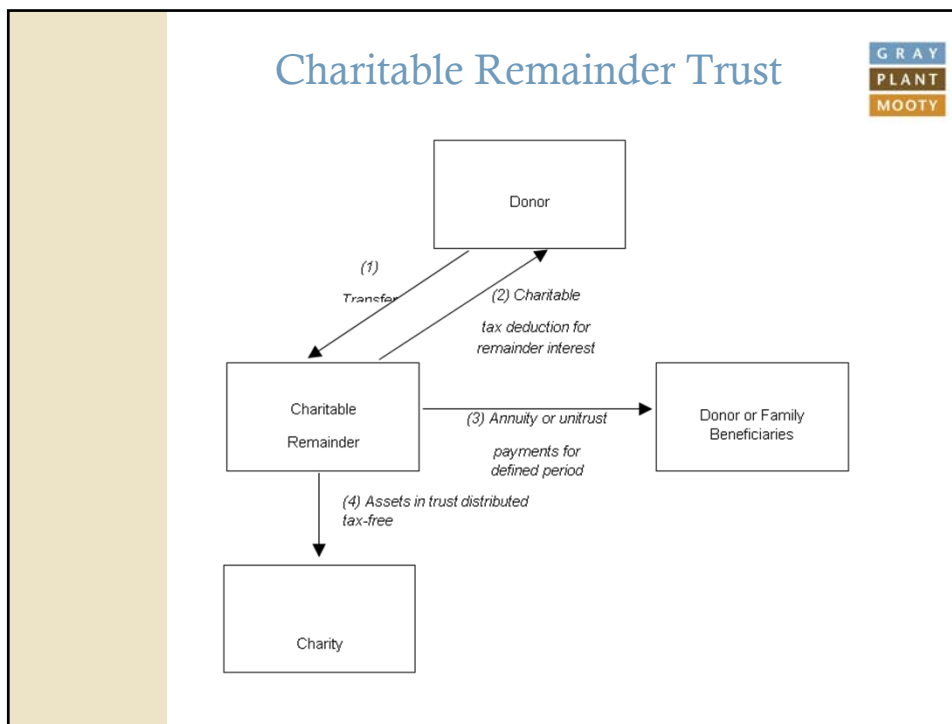 Charitable Remainder Trust
GRAY
PLANT
MOOTY
Donor
(1)
Transfer
(2) Charitable
tax deduction for
remainder interest
Charitable
Remainder
(3) Annuity or unitrust
payments for
defined period
Donor or Family
Beneficiaries
(4) Assets in trust distributed
tax-free
Charity